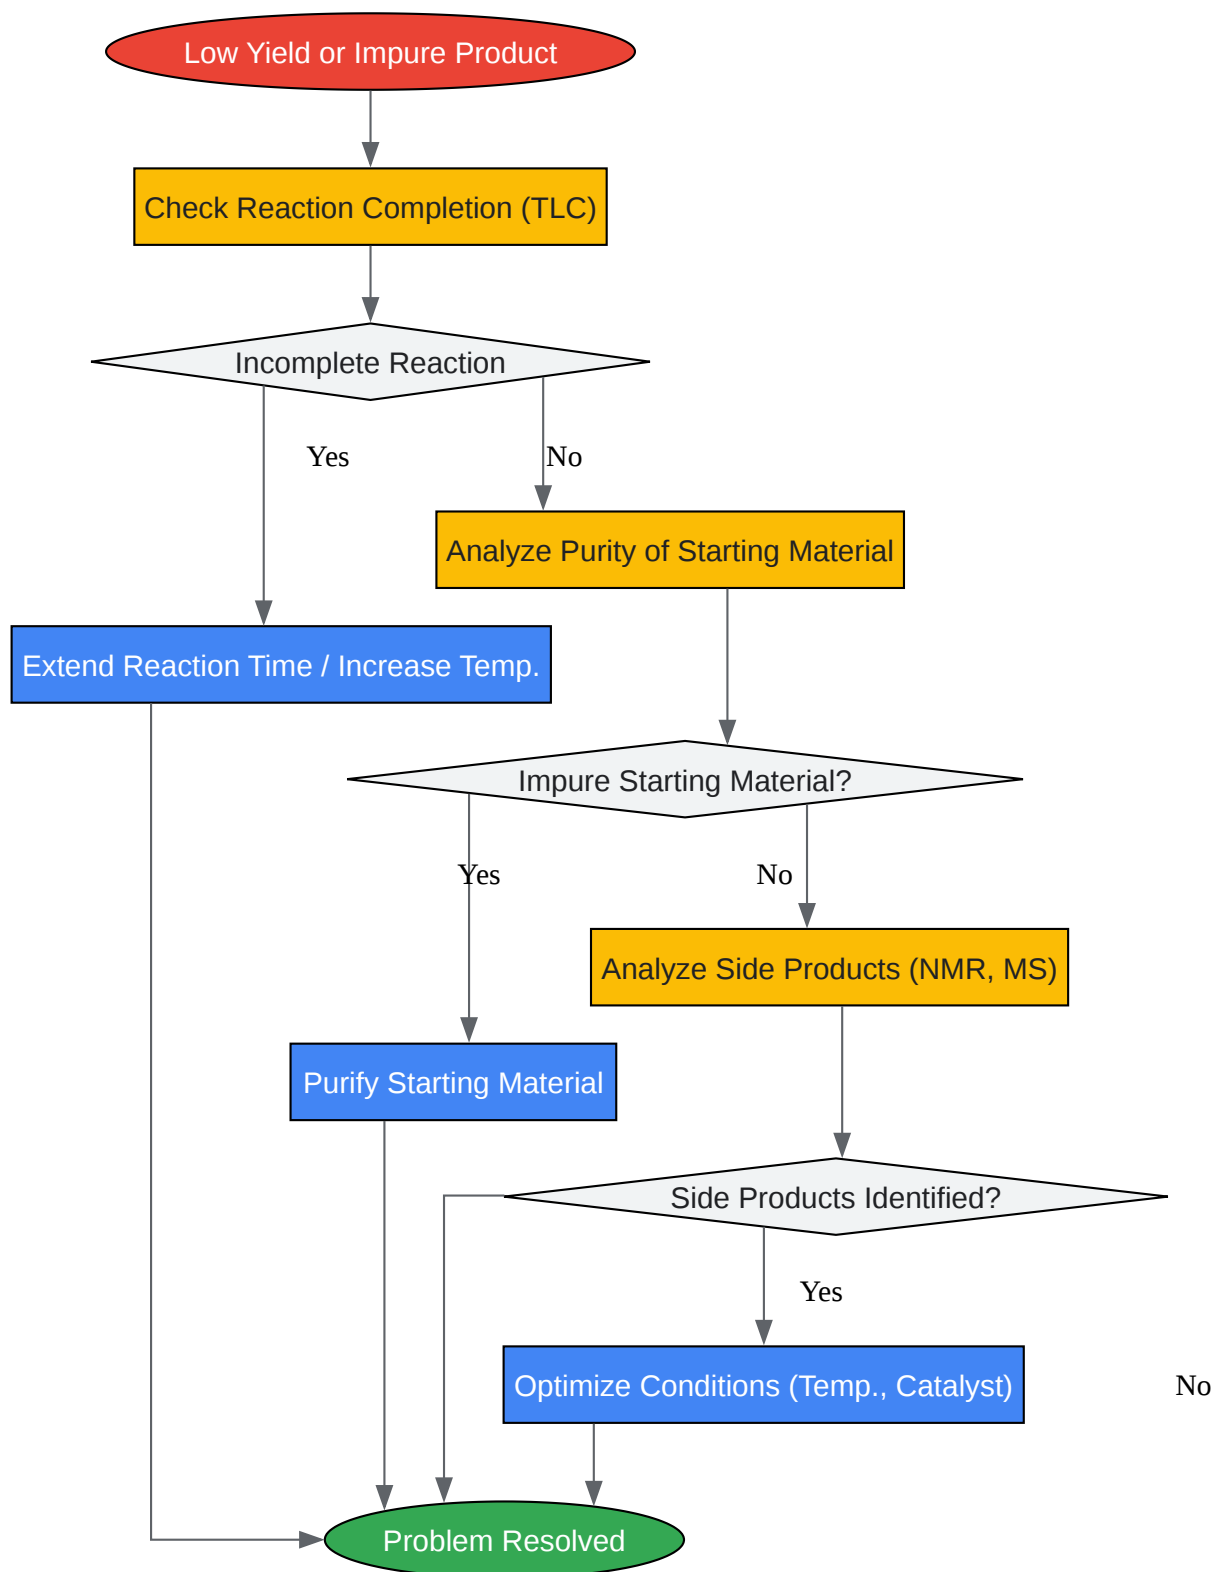 Low Yield or Impure Product
Check Reaction Completion (TLC)
Incomplete Reaction
Yes
No
Analyze Purity of Starting Material
Extend Reaction Time / Increase Temp.
Impure Starting Material?
Yes
No
Analyze Side Products (NMR, MS)
Purify Starting Material
Side Products Identified?
Yes
Optimize Conditions (Temp., Catalyst)
No
Problem Resolved